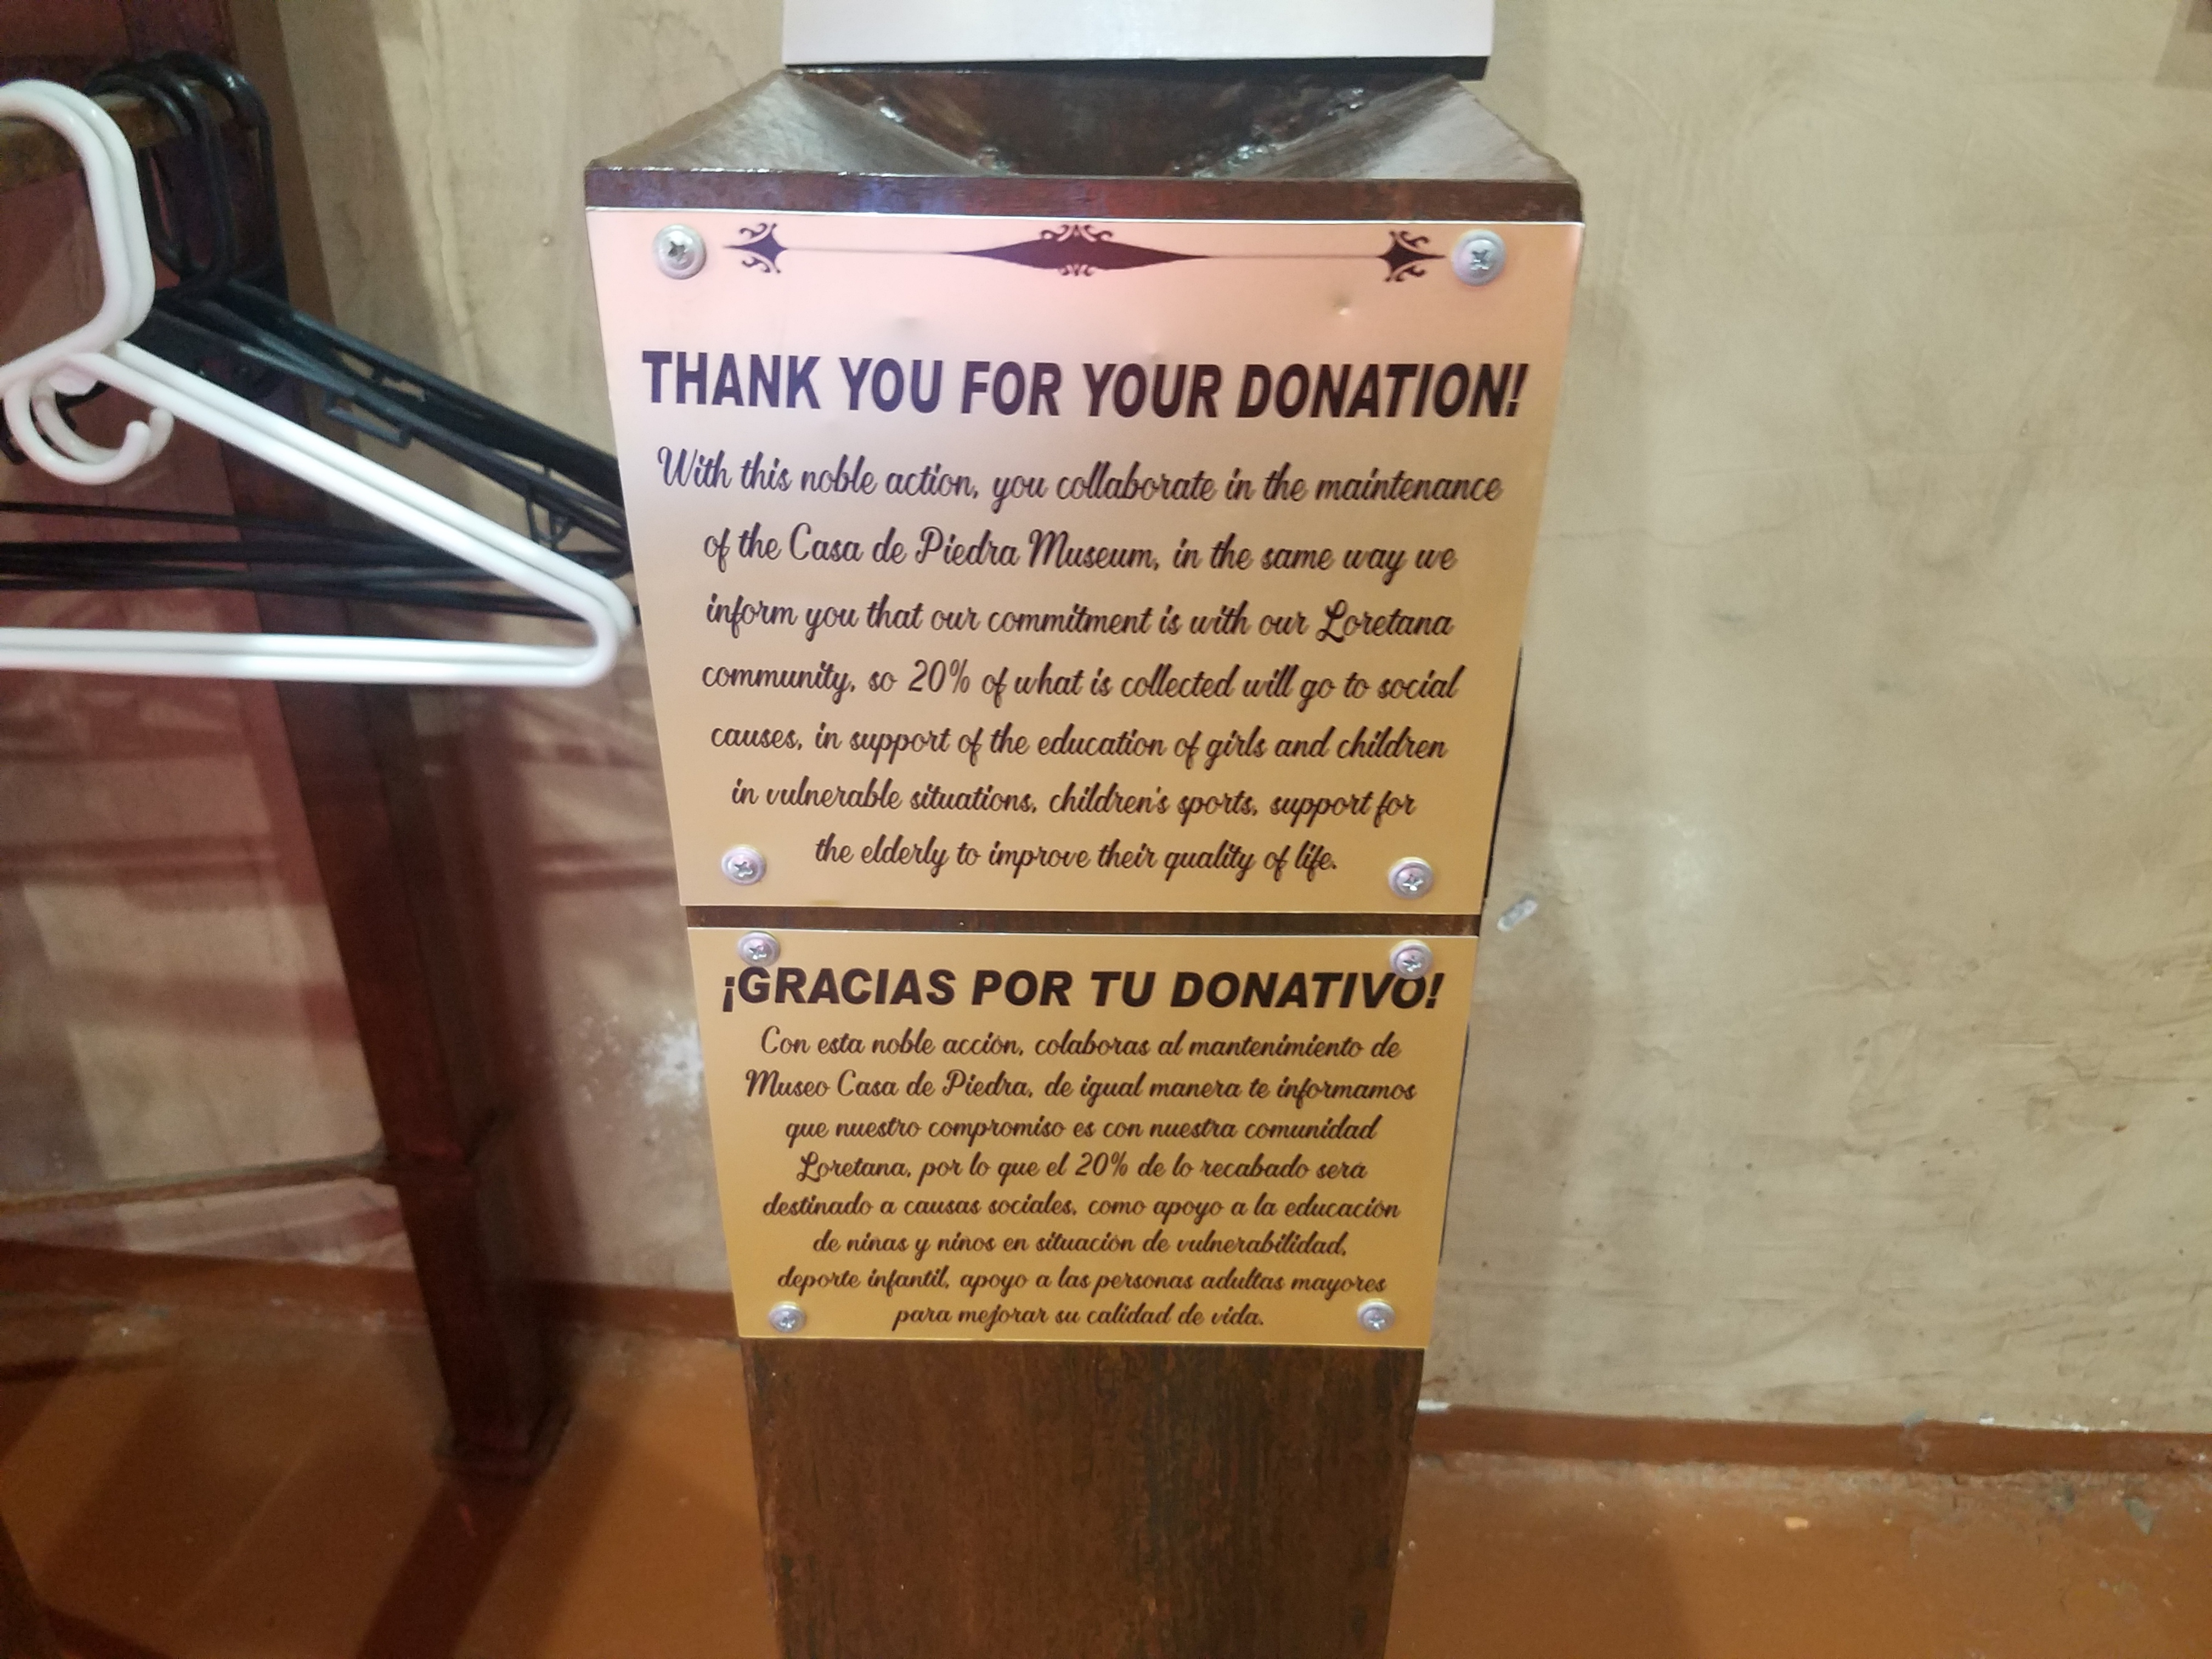 THANK YOU FOR YOUR DONATION!
With this noble action, you collaborate in the maintenance
of the Casa de Piedra Museum, in the same way we
inform you that our commitment is with our Loretana
community, so 20% of what is collected will go to social
causes, in support of the education of girls and children
in vulnerable situations, children's sports, support for
the elderly to improve their quality of life.
¡GRACIAS POR TU DONATIVO!
Con esta noble acción, colaboras al mantenimiento de
Museo Casa de Piedra, de igual manera te informamos
que nuestro compromiso es con nuestra comunidad
Loretana, por lo que el 20% de lo recabado será
destinado a causas sociales, como apoyo a la educación
de niñas y niños en situación de vulnerabilidad,
deporte infantil, apoyo a las personas adultas mayores
para mejorar su calidad de vida.